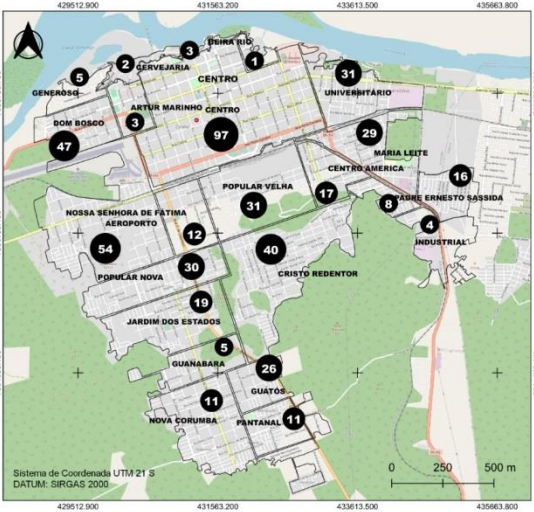 429512.900 431563.200 433613.500 435663.800
BEIRA RIO
3
2
CERVEJARIA
1
5
CENTRO
31
GENEROSO
UNIVERSITÁRIO
ARTUR MARINHO
CENTRO
DOM BOSCO
3
97
29
47
MARIA LEITE
CENTRO AMERICA
16
POPULAR VELHA
17
PADRE ERNESTO SASSIDA
31
8
NOSSA SENHORA DE FÁTIMA
AEROPORTO
12
4
INDUSTRIAL
54
40
30
POPULAR NOVA
CRISTO REDENTOR
19
JARDIM DOS ESTADOS
5
GUANABARA
26
GUATÓS
11
11
NOVA CORUMBA
PANTANAL
Sistema de Coordenada UTM 21 S
DATUM: SIRGAS 2000
0 250 500 m
429512.900 431563.200 433613.500 435663.800